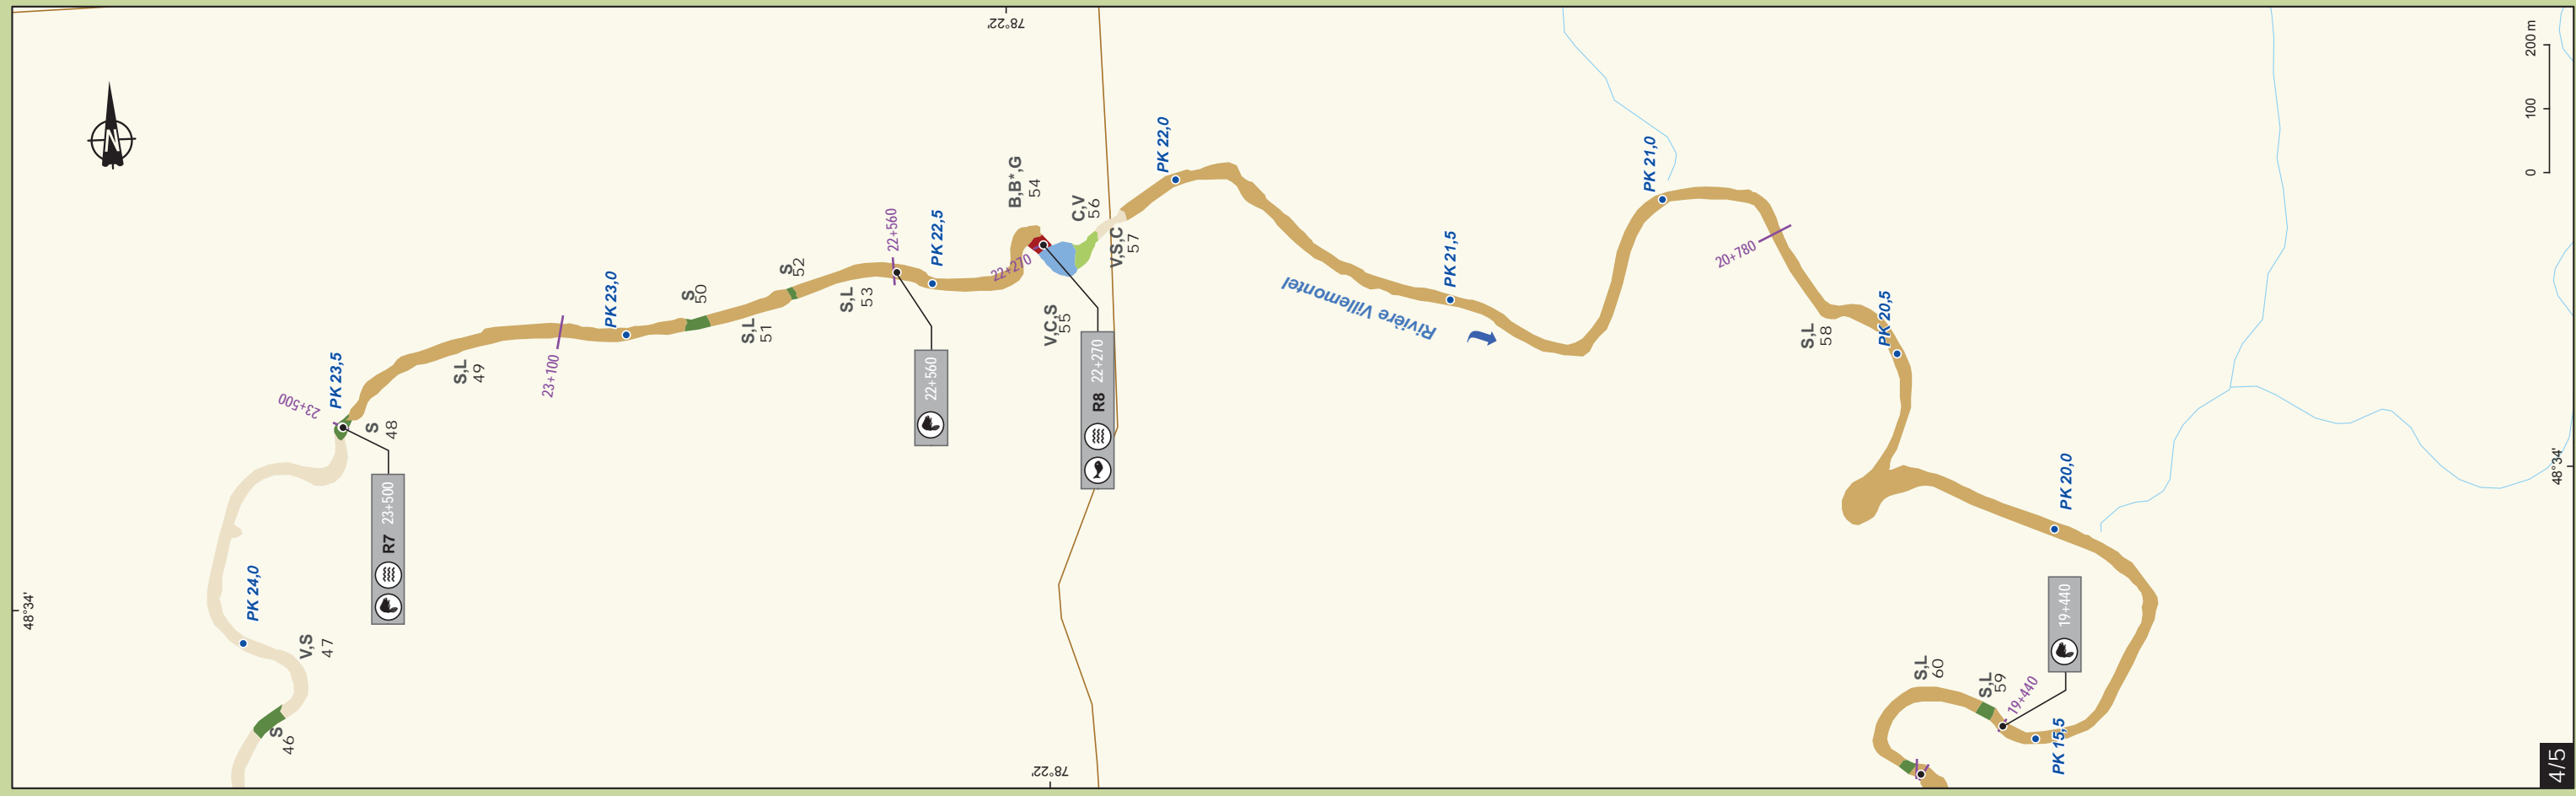 78°22'
200 m
100
0
N
PK 22,0
PK 21,0
B,B*,G
54
C,V
56
22+560
PK 22,5
V,S,C
57
22+270
PK 21,5
20+780
S
52
PK 23,0
S
50
S,L
53
S,L
51
Rivière Villemontel
PK 20,5
S,L
58
V,C,S
55
PK 23,5
S,L
49
23+100
23+500
S
48
22+560
R8 22+270
48°34'
PK 20,0
R7 23+500
PK 24,0
48°34'
V,S
47
19+440
S,L
60
S,L
59
19+440
S
46
PK 15,5
78°22'
4/5